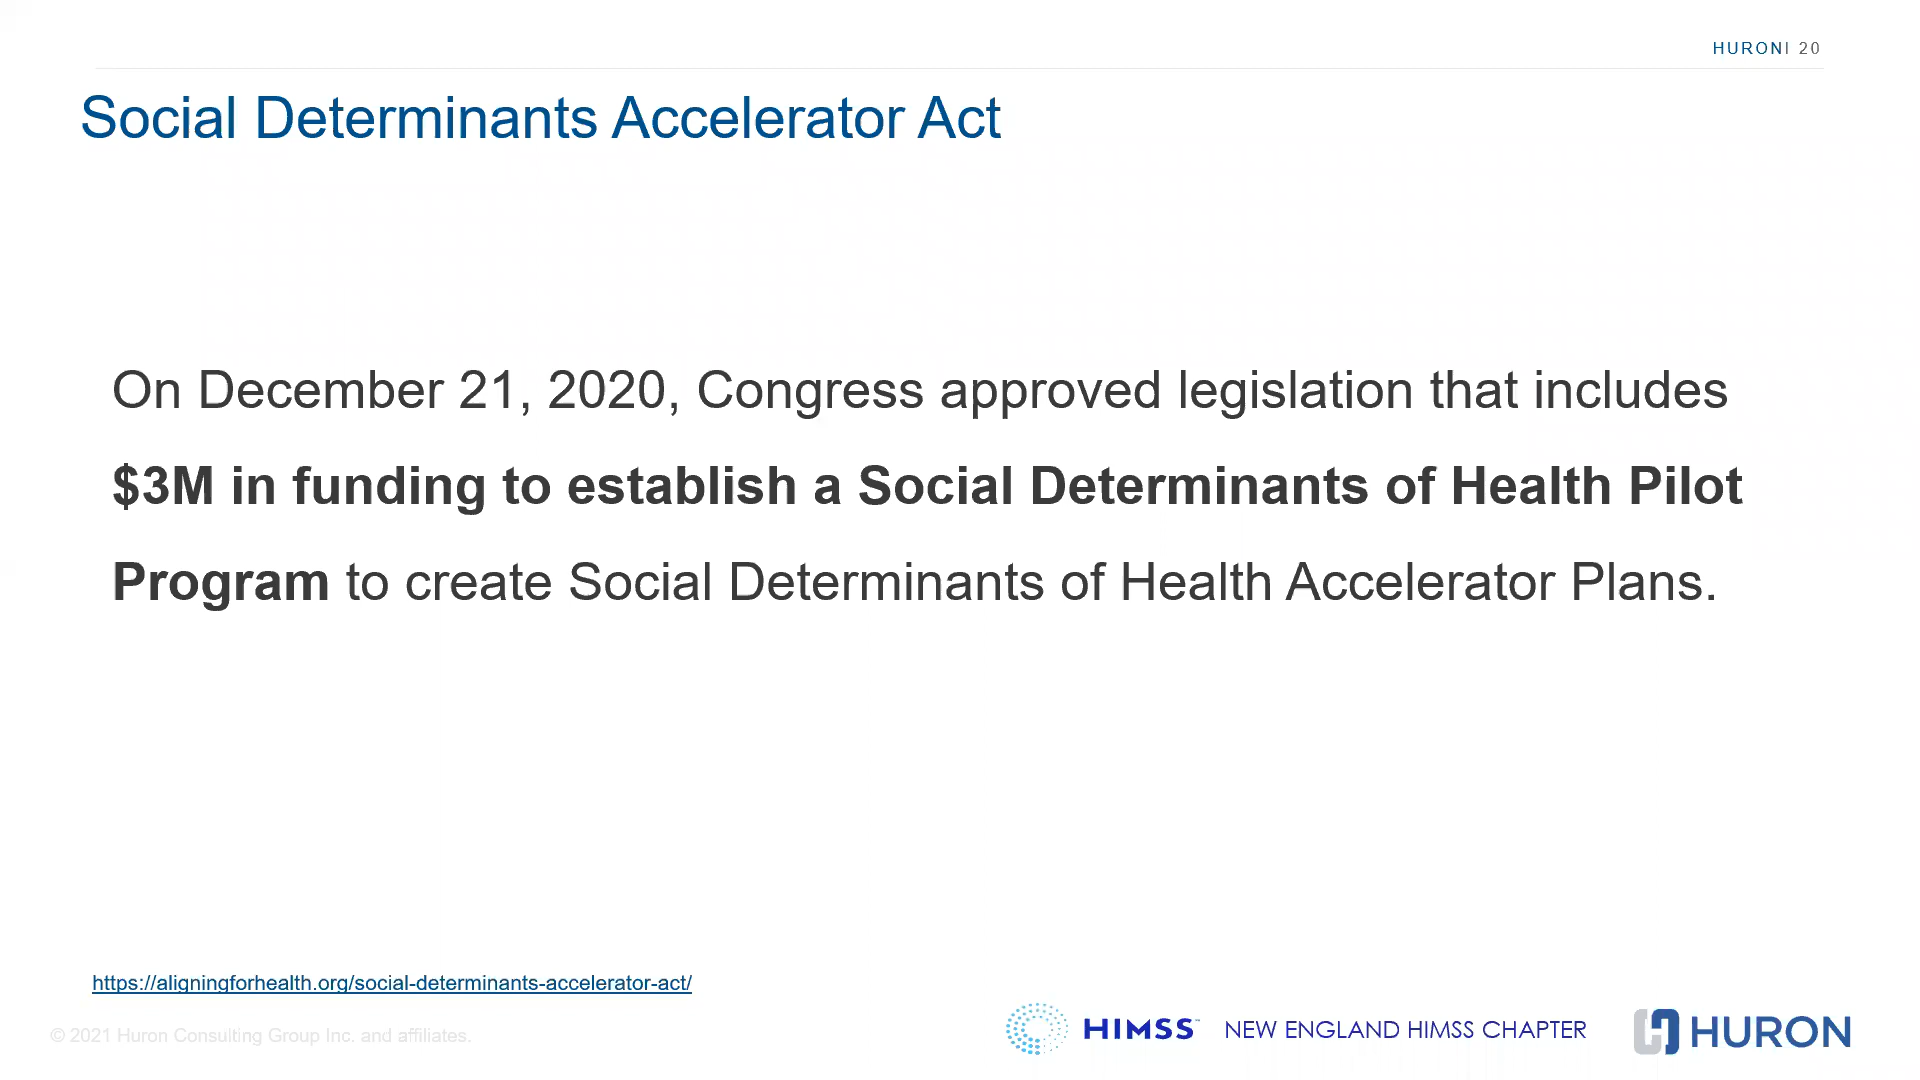 HURONI 20
Social Determinants Accelerator Act
On December 21, 2020, Congress approved legislation that includes
$3M in funding to establish a Social Determinants of Health Pilot
Program to create Social Determinants of Health Accelerator Plans.
https://aligningforhealth.org/social-determinants-accelerator-act/
© 2021 Huron Consulting Group Inc. and affiliates.
HIMSS™ NEW ENGLAND HIMSS CHAPTER HURON